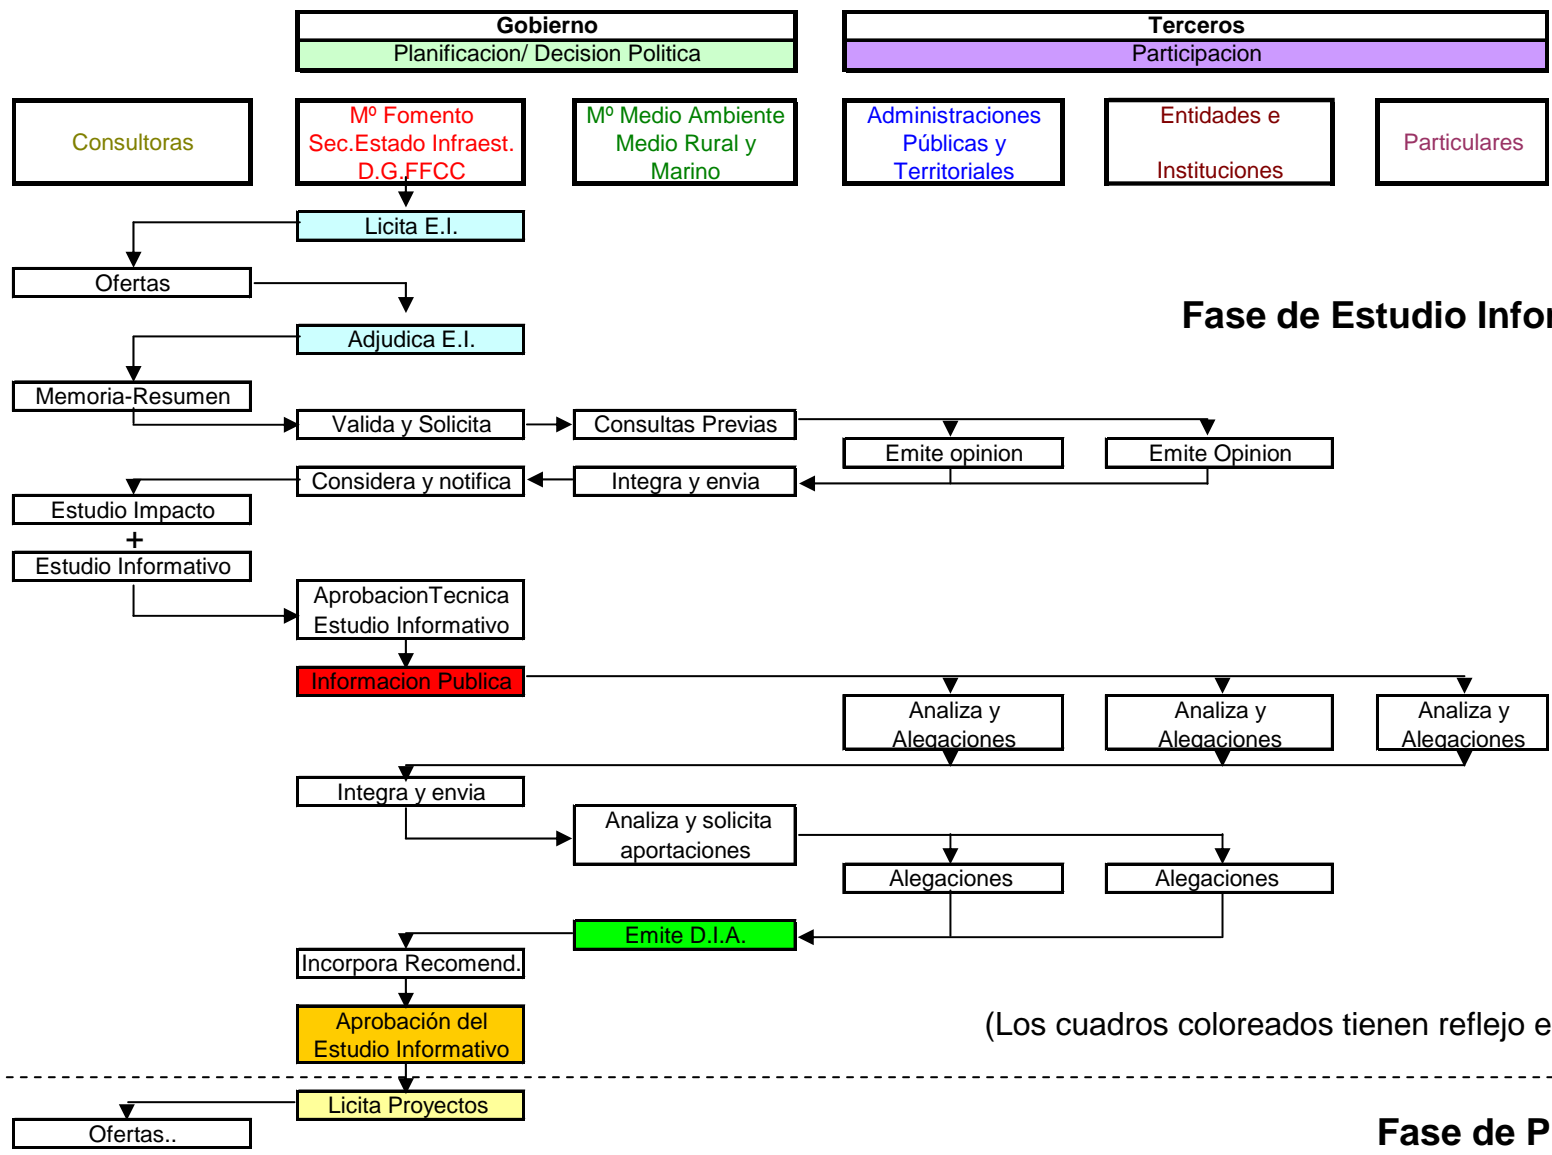 Gobierno
Planificacion/ Decision Politica
Terceros
Participacion
Consultoras
Mº Fomento
Sec.Estado Infraest.
D.G.FFCC
Mº Medio Ambiente
Medio Rural y
Marino
Administraciones
Públicas y
Territoriales
Entidades e
Instituciones
Particulares
Licita E.I.
Ofertas
Fase de Estudio Infor
Adjudica E.I.
Memoria-Resumen
Valida y Solicita
Consultas Previas
Emite opinion
Emite Opinion
Considera y notifica
Integra y envia
Estudio Impacto
+
Estudio Informativo
AprobacionTecnica
Estudio Informativo
Informacion Publica
Analiza y
Alegaciones
Analiza y
Alegaciones
Analiza y
Alegaciones
Integra y envia
Analiza y solicita
aportaciones
Alegaciones
Alegaciones
Emite D.I.A.
Incorpora Recomend.
Aprobación del
Estudio Informativo
(Los cuadros coloreados tienen reflejo e
Licita Proyectos
Ofertas..
Fase de P